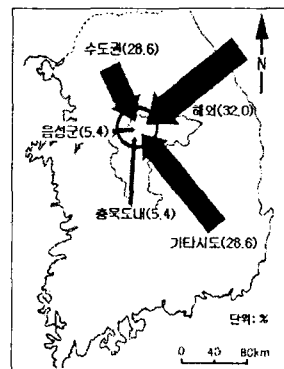 수도권(28.6)
N
해외(32.0)
음성군(5.4)
충북도내(5.4)
기타시도(28.6)
단위: %
0 40 80km